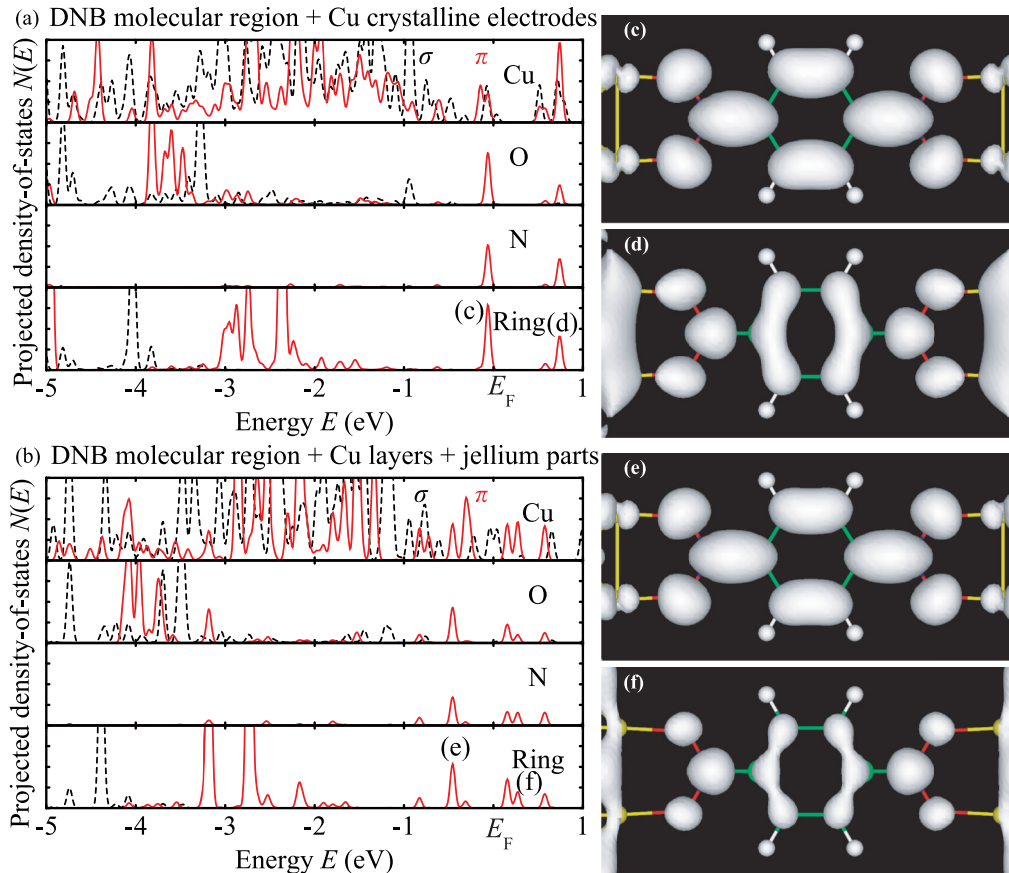 (a) DNB molecular region + Cu crystalline electrodes
Projected density-of-states N(E)
σ π
Cu
O
N
(c) Ring(d)
-5 -4 -3 -2 -1 E_F 1
Energy E (eV)
(b) DNB molecular region + Cu layers + jellium parts
Projected density-of-states N(E)
σ π
Cu
O
N
(e) Ring
(f)
-5 -4 -3 -2 -1 E_F 1
Energy E (eV)
(c)
(d)
(e)
(f)